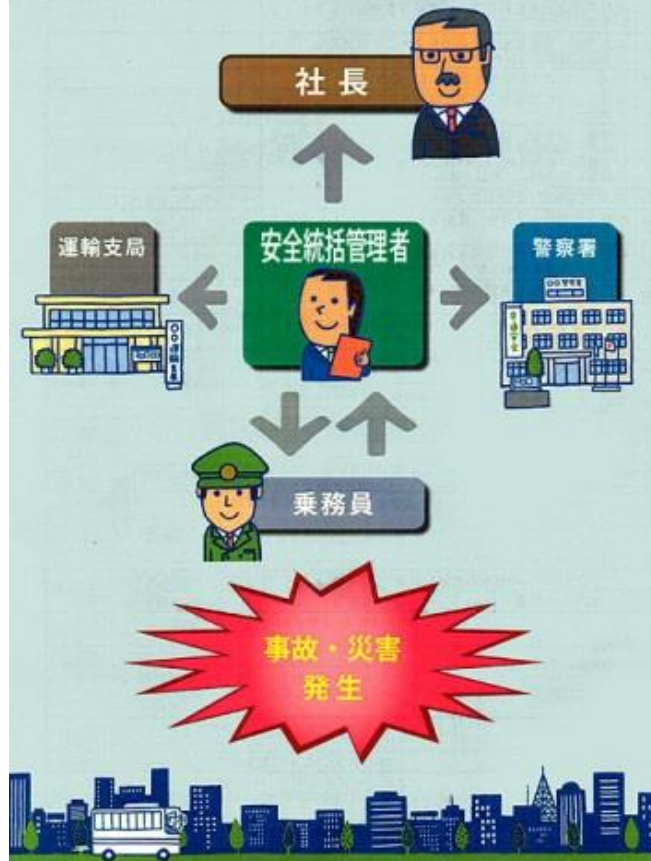 社長
運輸支局
安全統括管理者
警察署
乗務員
事故・災害
発生